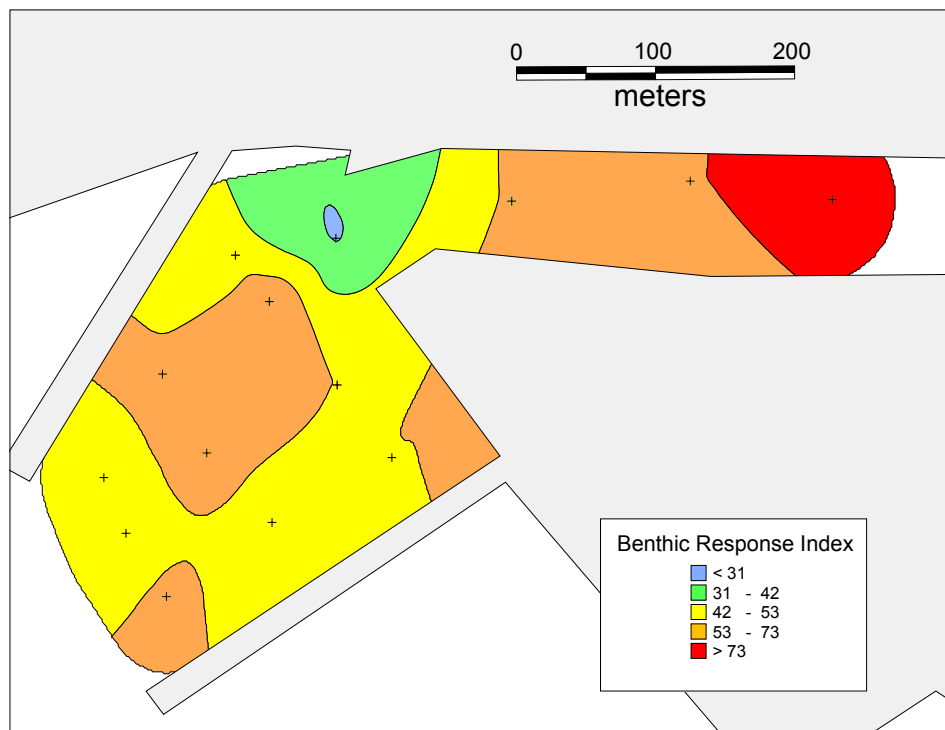 0 100 200
meters
Benthic Response Index
< 31
31 - 42
42 - 53
53 - 73
> 73